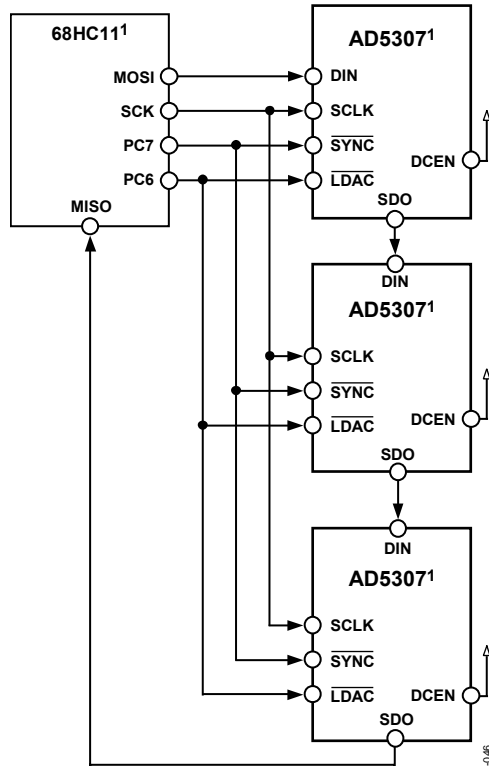 68HC11¹
MOSI
SCK
PC7
PC6
MISO
AD5307¹
DIN
SCLK
SYNC
LDAC
DCEN
SDO
DIN
AD5307¹
SCLK
SYNC
LDAC
DCEN
SDO
DIN
AD5307¹
SCLK
SYNC
LDAC
DCEN
SDO
-046